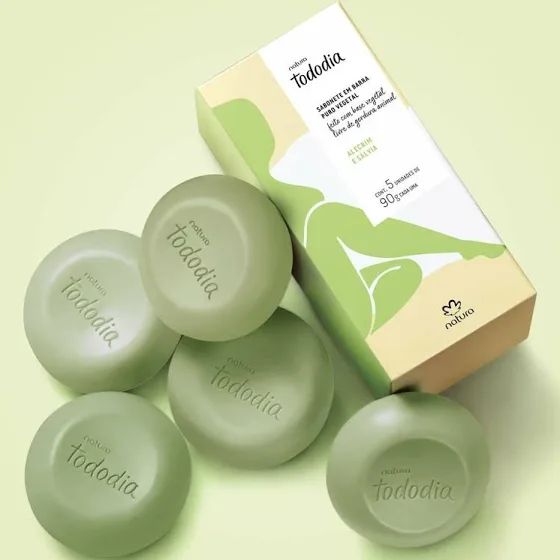 natura
tododia
SABONETE EM BARRA
PURO VEGETAL
feito com base vegetal
livre de gordura animal
ALECRIM
E SÁLVIA
CONT. 5 UNIDADES DE
90g CADA UMA
natura
natura
tododia
natura
tododia
natura
tododia
natura
tododia
natura
tododia